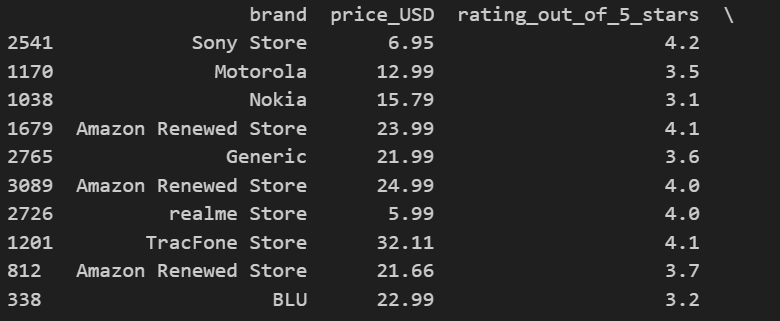 brand price_USD rating_out_of_5_stars \
2541 Sony Store 6.95 4.2
1170 Motorola 12.99 3.5
1038 Nokia 15.79 3.1
1679 Amazon Renewed Store 23.99 4.1
2765 Generic 21.99 3.6
3089 Amazon Renewed Store 24.99 4.0
2726 realme Store 5.99 4.0
1201 TracFone Store 32.11 4.1
812 Amazon Renewed Store 21.66 3.7
338 BLU 22.99 3.2